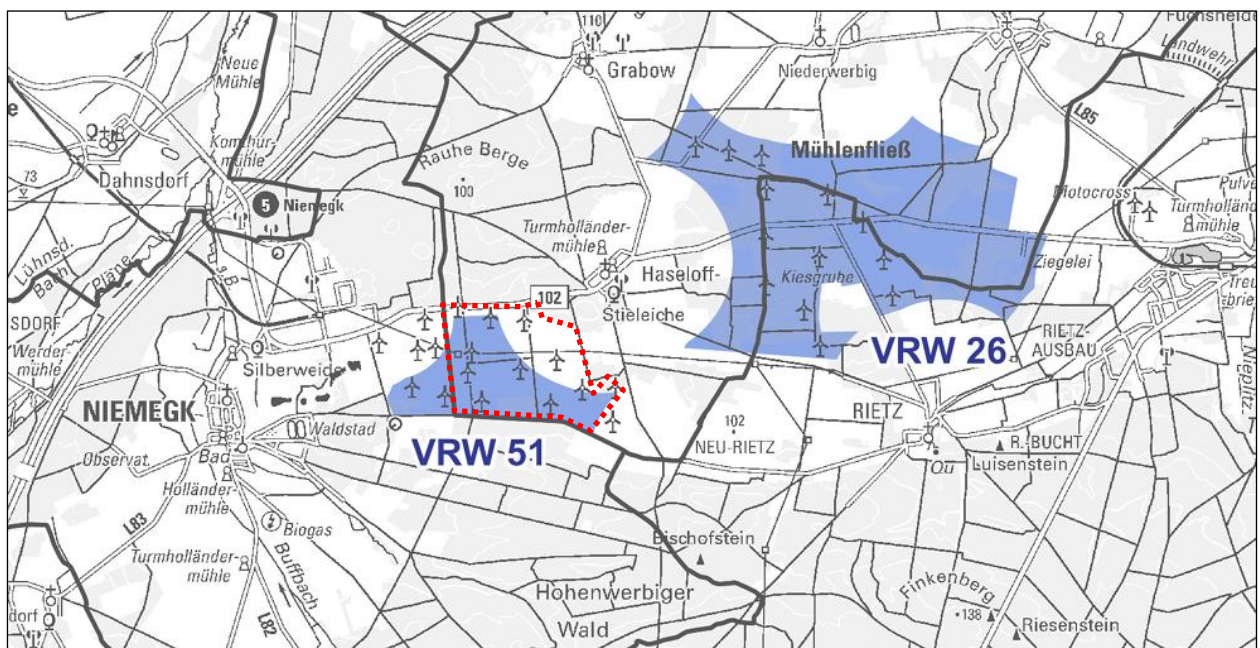 110
Fuchsheide
Neue
Mühle
Grabow
Niederwerbig
Landwehr
L85
Komthur-
mühle
Rauhe Berge
Mühlenfließ
73
Dahnsdorf
100
Motocross
5
Niemegk
Turmholländer-
mühle
Turmholländ
mühle
Lühnsd.
Bach
Plane
z.B.
Haseloff-
Kiesgrube
Ziegelei
102
Stieleiche
SDORF
Werder-
mühle
Silberweide
VRW 26
RIETZ-
AUSBAU
Nieplitz
NIEMEGK
Waldstad
VRW 51
102
NEU-RIETZ
RIETZ
R.-BUCHT
Luisenstein
Observat.
Bad
Holländer-
mühle
L83
Biogas
Bischofstein
Turmholländer-
mühle
Buffbach
L82
Hohenwerbiger
Wald
Finkenberg
138
Riesenstein
dorf